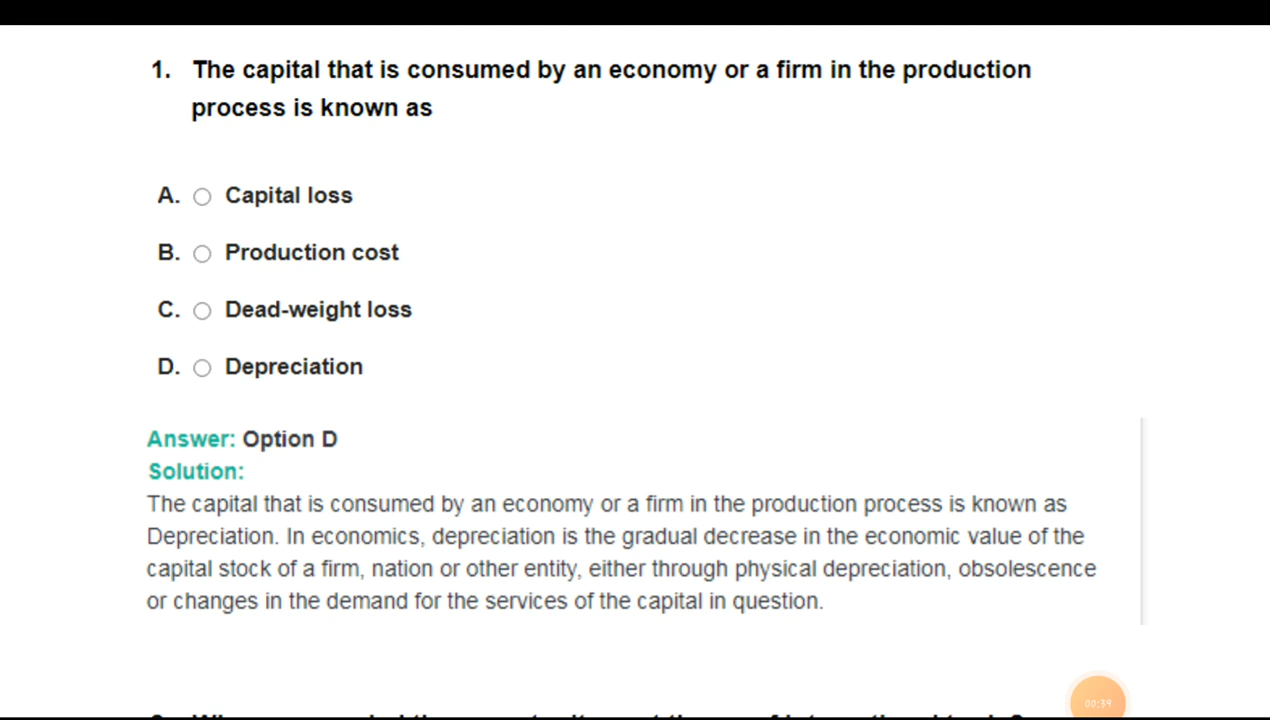 1. The capital that is consumed by an economy or a firm in the production
process is known as
A. Capital loss
B. Production cost
C. Dead-weight loss
D. Depreciation
Answer: Option D
Solution:
The capital that is consumed by an economy or a firm in the production process is known as
Depreciation. In economics, depreciation is the gradual decrease in the economic value of the
capital stock of a firm, nation or other entity, either through physical depreciation, obsolescence
or changes in the demand for the services of the capital in question.
00:39